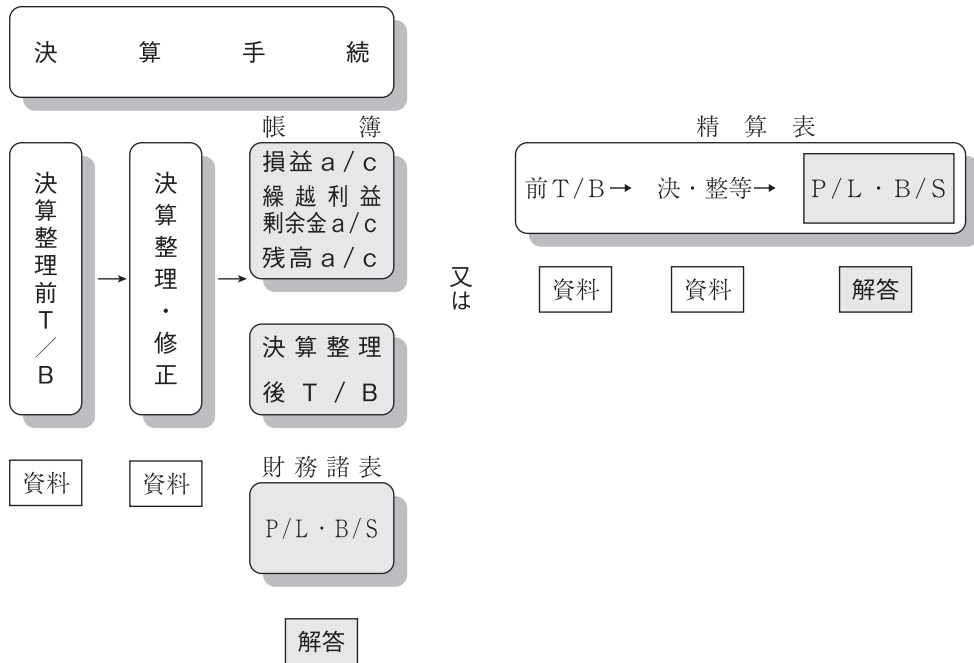 決算手続
決算整理前T/B
決算整理・修正
帳簿
損益a/c
繰越利益
剰余金a/c
残高a/c
決算整理
後T/B
財務諸表
P/L・B/S
資料
資料
解答
又は
精算表
前T/B→ 決・整等→ P/L・B/S
資料 資料 解答